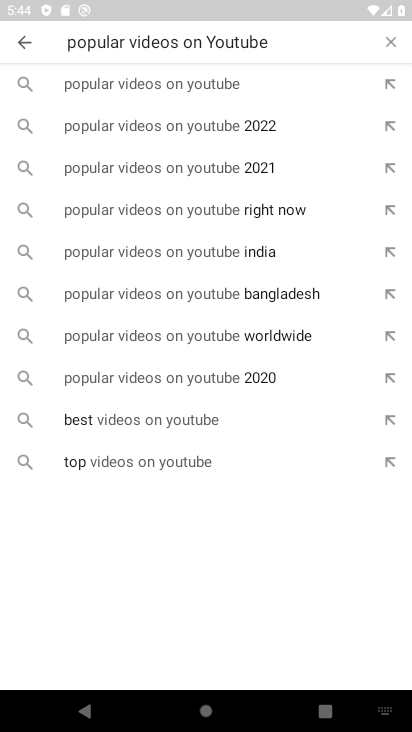 5:44
popular videos on Youtube
popular videos on youtube
popular videos on youtube 2022
popular videos on youtube 2021
popular videos on youtube right now
popular videos on youtube india
popular videos on youtube bangladesh
popular videos on youtube worldwide
popular videos on youtube 2020
best videos on youtube
top videos on youtube